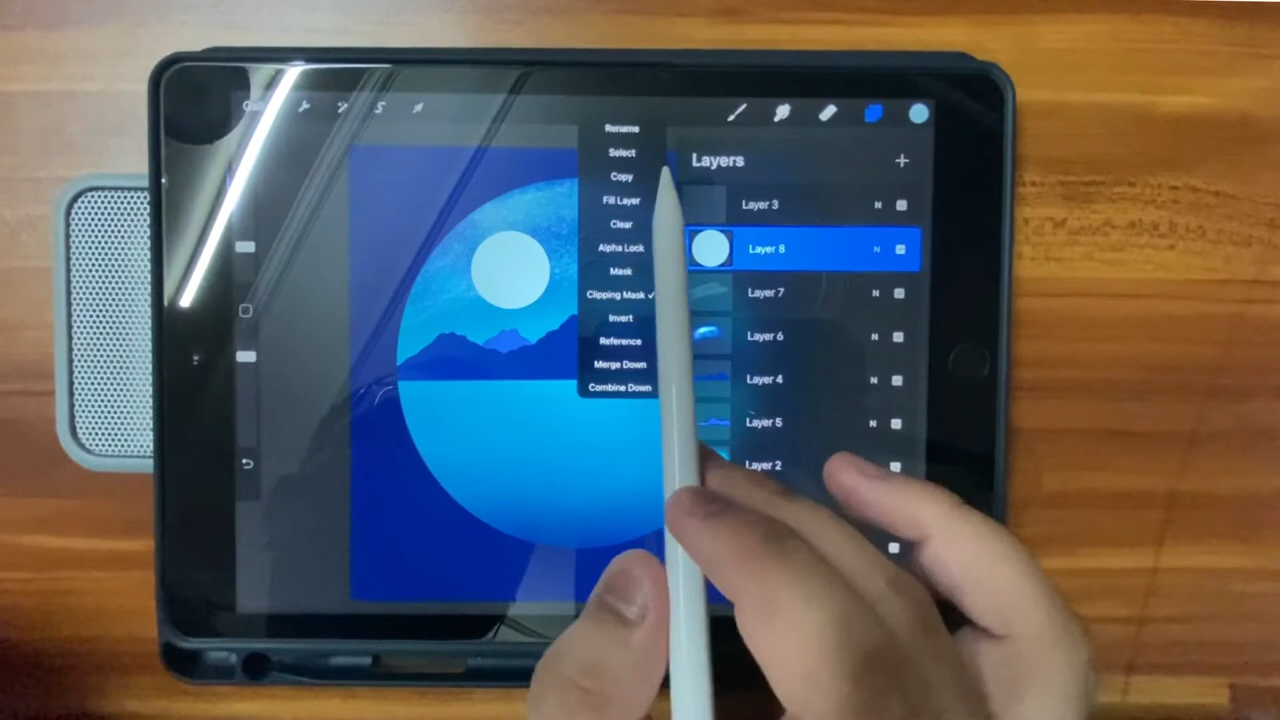 Rename
Select
Copy
Fill Layer
Clear
Alpha Lock
Mask
Clipping Mask ✓
Invert
Reference
Merge Down
Combine Down
Layers
Layer 3 N
Layer 8 N
Layer 7 N
Layer 6 N
Layer 4 N
Layer 5 N
Layer 2